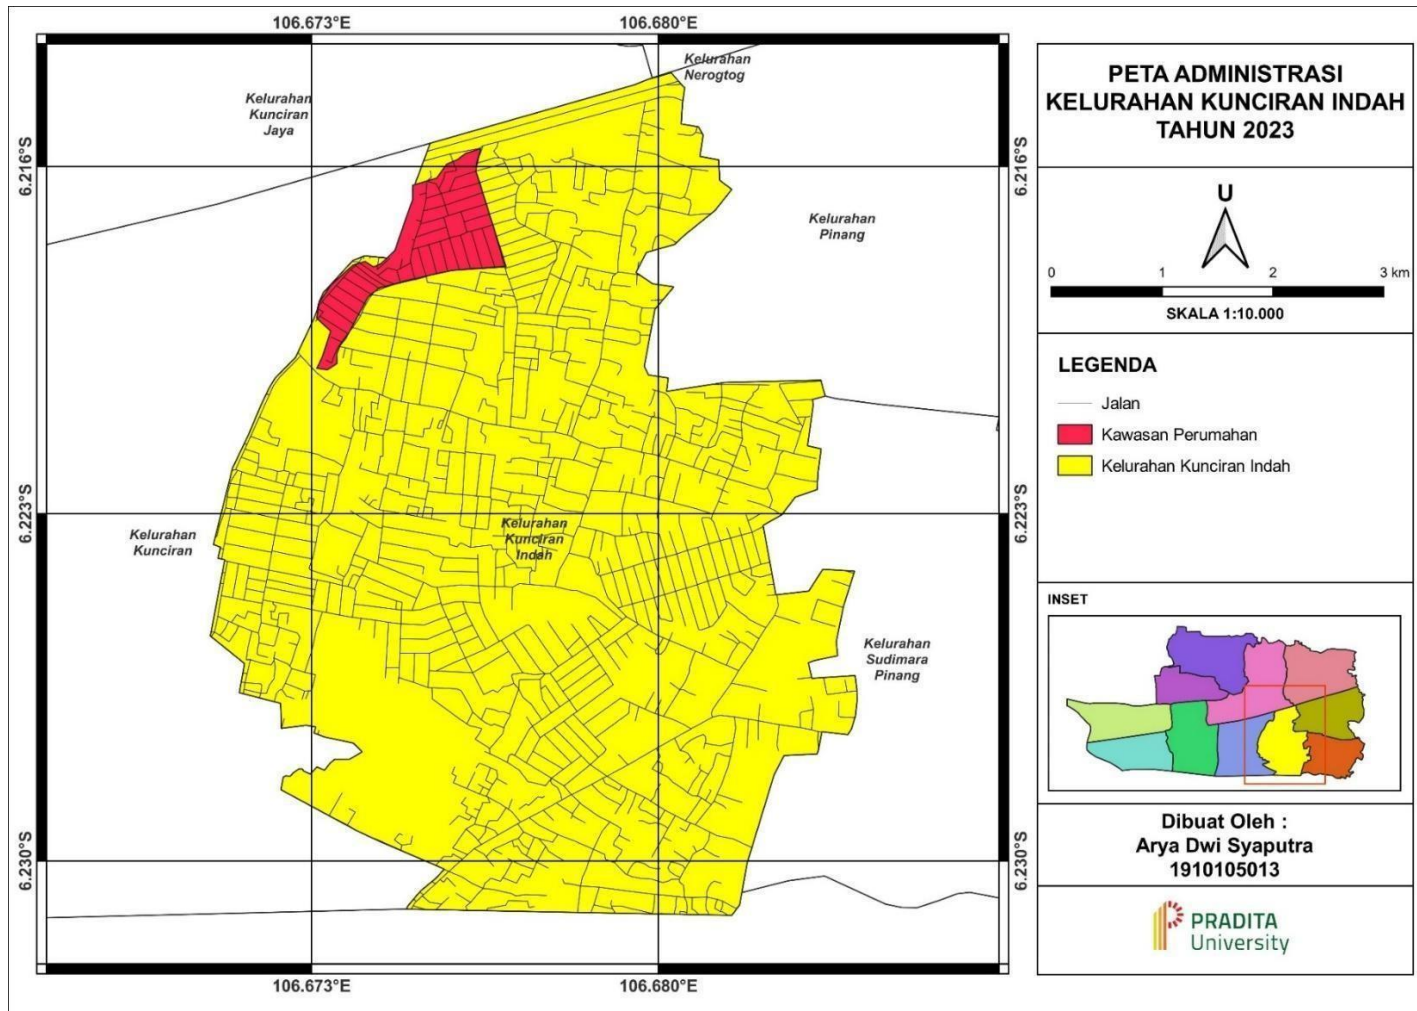 106.673°E
106.680°E
Kelurahan
Nerogtog
Kelurahan
Kunciran
Jaya
6.216°S
6.216°S
Kelurahan
Pinang
6.223°S
6.223°S
Kelurahan
Kunciran
Kelurahan
Kunciran
Indah
Kelurahan
Sudimara
Pinang
6.230°S
6.230°S
106.673°E
106.680°E
PETA ADMINISTRASI
KELURAHAN KUNCIRAN INDAH
TAHUN 2023
U
0 1 2 3 km
SKALA 1:10.000
LEGENDA
Jalan
Kawasan Perumahan
Kelurahan Kunciran Indah
INSET
Dibuat Oleh :
Arya Dwi Syaputra
1910105013
PRADITA
University